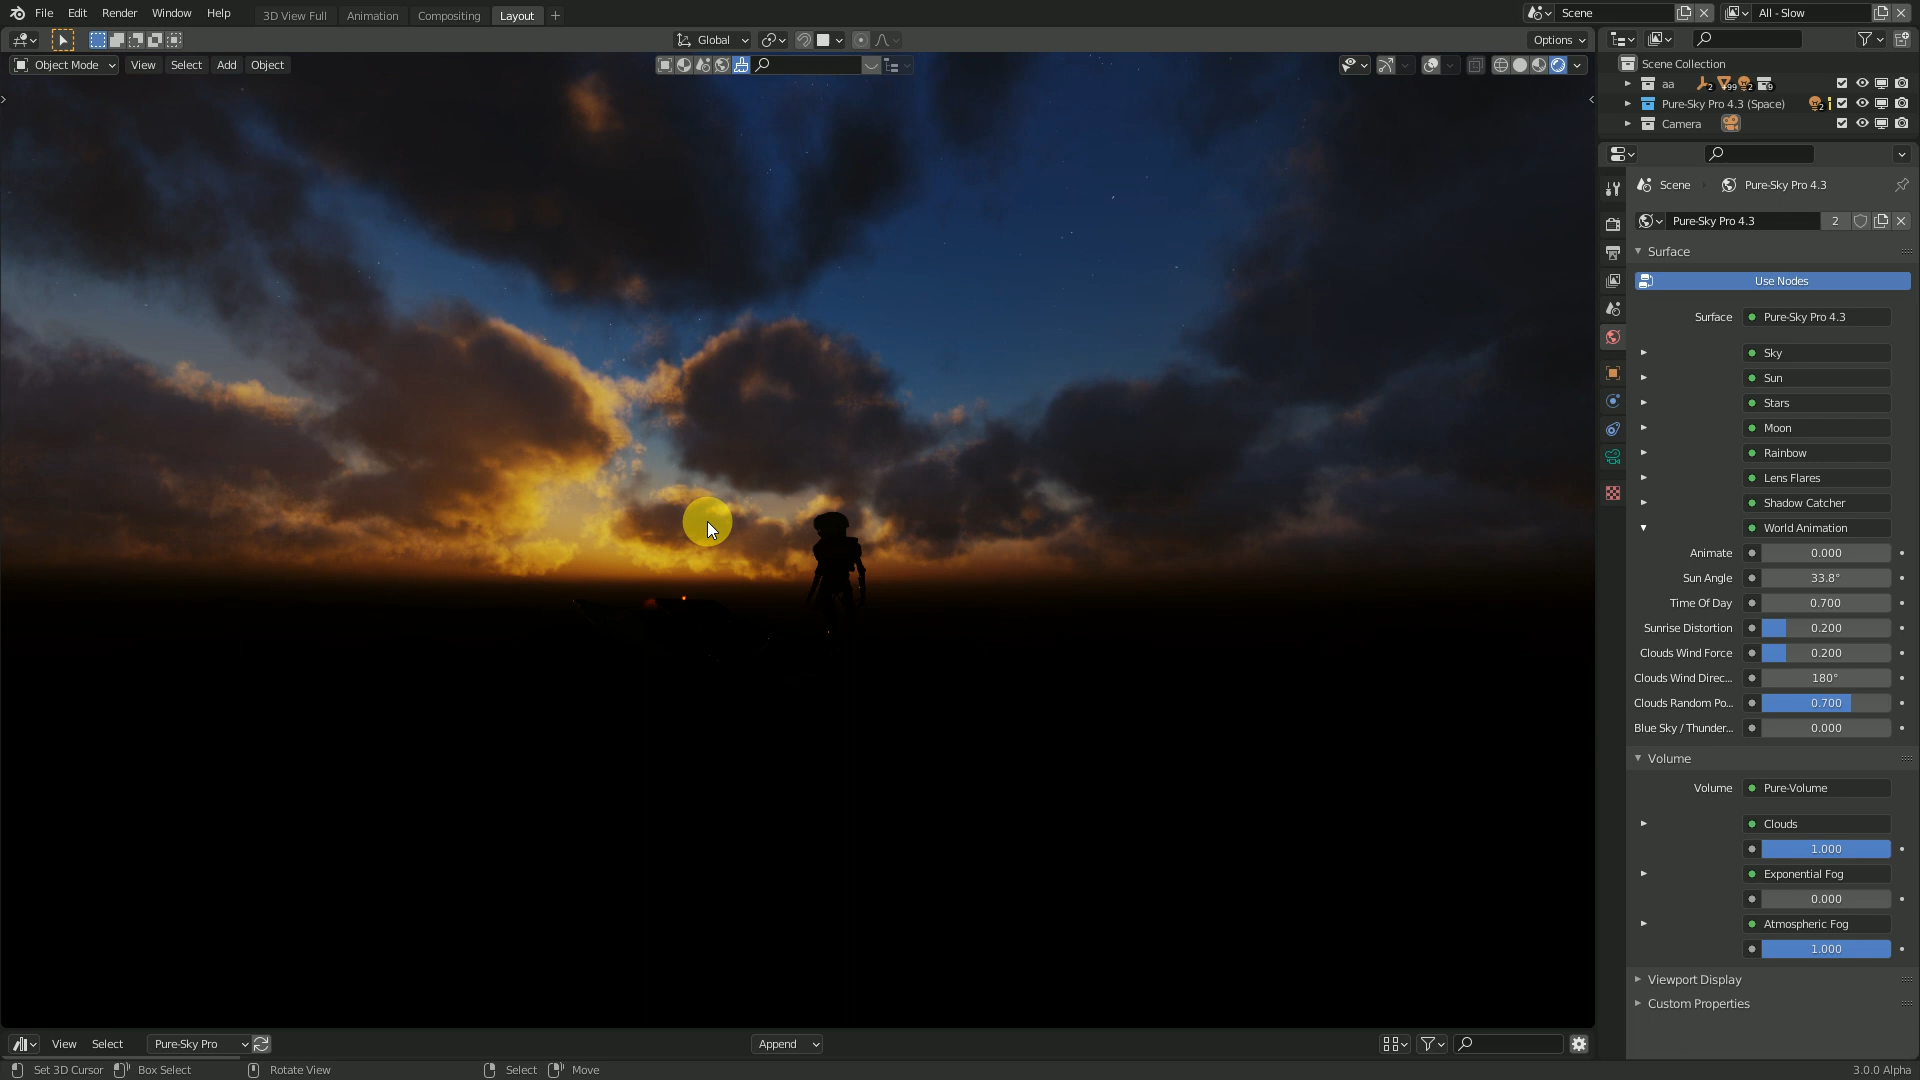 File Edit Render Window Help 3D View Full Animation Compositing Layout Scene All - Slow
Global Options
Object Mode View Select Add Object
Scene Collection
aa 2 +99 2 9
Pure-Sky Pro 4.3 (Space) 2
Camera
Scene Pure-Sky Pro 4.3
Pure-Sky Pro 4.3 2
Surface
Use Nodes
Surface Pure-Sky Pro 4.3
Sky
Sun
Stars
Moon
Rainbow
Lens Flares
Shadow Catcher
World Animation
Animate 0.000
Sun Angle 33.8°
Time Of Day 0.700
Sunrise Distortion 0.200
Clouds Wind Force 0.200
Clouds Wind Direc... 180°
Clouds Random Po... 0.700
Blue Sky / Thunder... 0.000
Volume
Volume Pure-Volume
Clouds
1.000
Exponential Fog
0.000
Atmospheric Fog
1.000
Viewport Display
Custom Properties
View Select Pure-Sky Pro Append
Set 3D Cursor Box Select Rotate View Select Move 3.0.0 Alpha